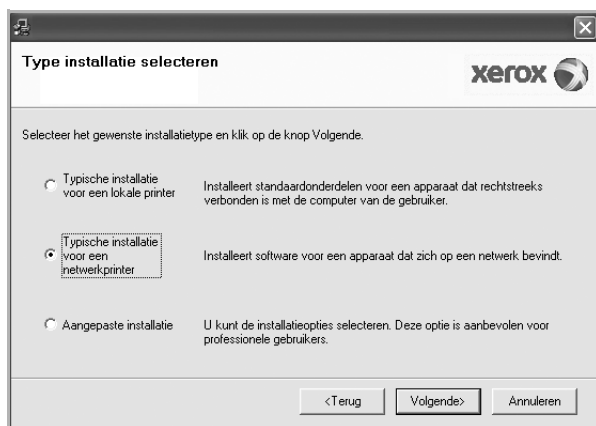 Type installatie selecteren
xerox
Selecteer het gewenste installatietype en klik op de knop Volgende.
Typische installatie
voor een lokale printer
Installeert standaardonderdelen voor een apparaat dat rechtstreeks
verbonden is met de computer van de gebruiker.
Typische installatie
voor een
netwerkprinter
Installeert software voor een apparaat dat zich op een netwerk bevindt.
Aangepaste installatie
U kunt de installatieopties selecteren. Deze optie is aanbevolen voor
professionele gebruikers.
<Terug
Volgende>
Annuleren